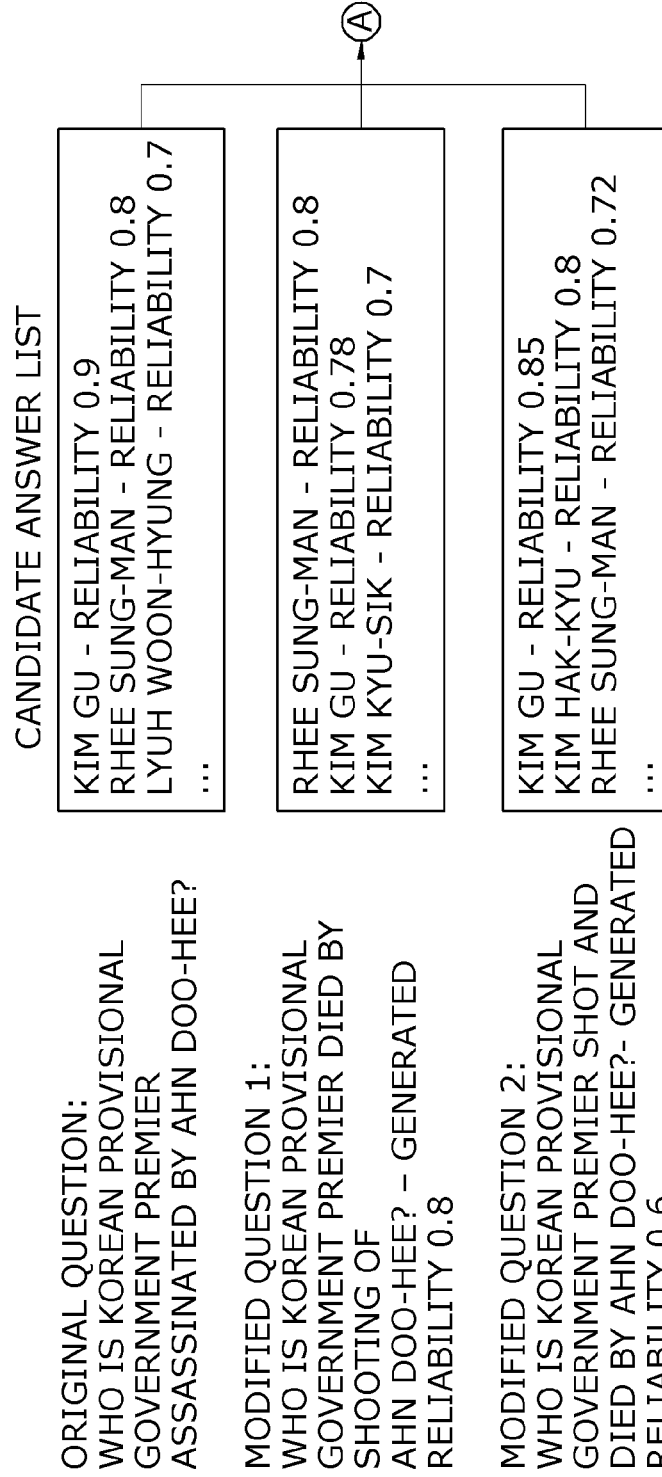 CANDIDATE ANSWER LIST
ORIGINAL QUESTION:
WHO IS KOREAN PROVISIONAL
GOVERNMENT PREMIER
ASSASSINATED BY AHN DOO-HEE?
KIM GU - RELIABILITY 0.9
RHEE SUNG-MAN - RELIABILITY 0.8
LYUH WOON-HYUNG - RELIABILITY 0.7
...
MODIFIED QUESTION 1:
WHO IS KOREAN PROVISIONAL
GOVERNMENT PREMIER DIED BY
SHOOTING OF
AHN DOO-HEE? – GENERATED
RELIABILITY 0.8
RHEE SUNG-MAN - RELIABILITY 0.8
KIM GU - RELIABILITY 0.78
KIM KYU-SIK - RELIABILITY 0.7
...
MODIFIED QUESTION 2:
WHO IS KOREAN PROVISIONAL
GOVERNMENT PREMIER SHOT AND
DIED BY AHN DOO-HEE?- GENERATED
RELIABILITY 0.6
KIM GU - RELIABILITY 0.85
KIM HAK-KYU - RELIABILITY 0.8
RHEE SUNG-MAN - RELIABILITY 0.72
...
A